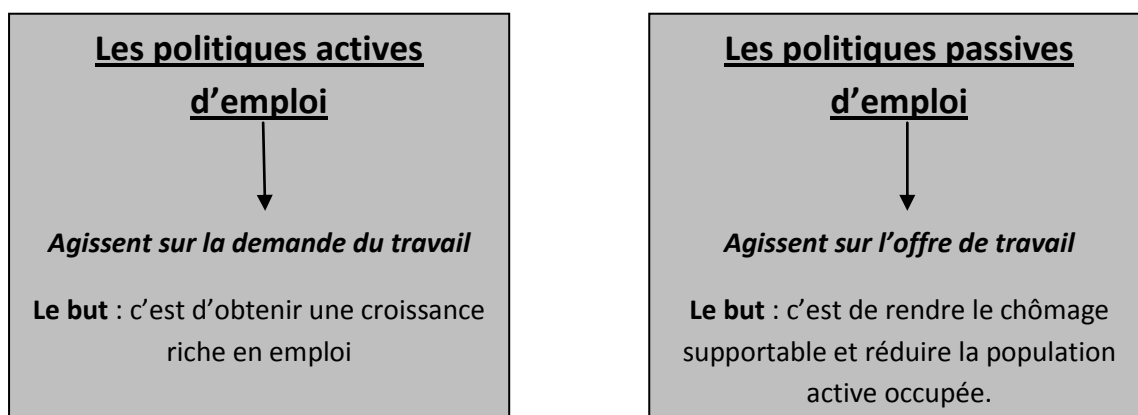 Les politiques actives
d’emploi
Agissent sur la demande du travail
Le but : c’est d’obtenir une croissance
riche en emploi
Les politiques passives
d’emploi
Agissent sur l’offre de travail
Le but : c’est de rendre le chômage
supportable et réduire la population
active occupée.